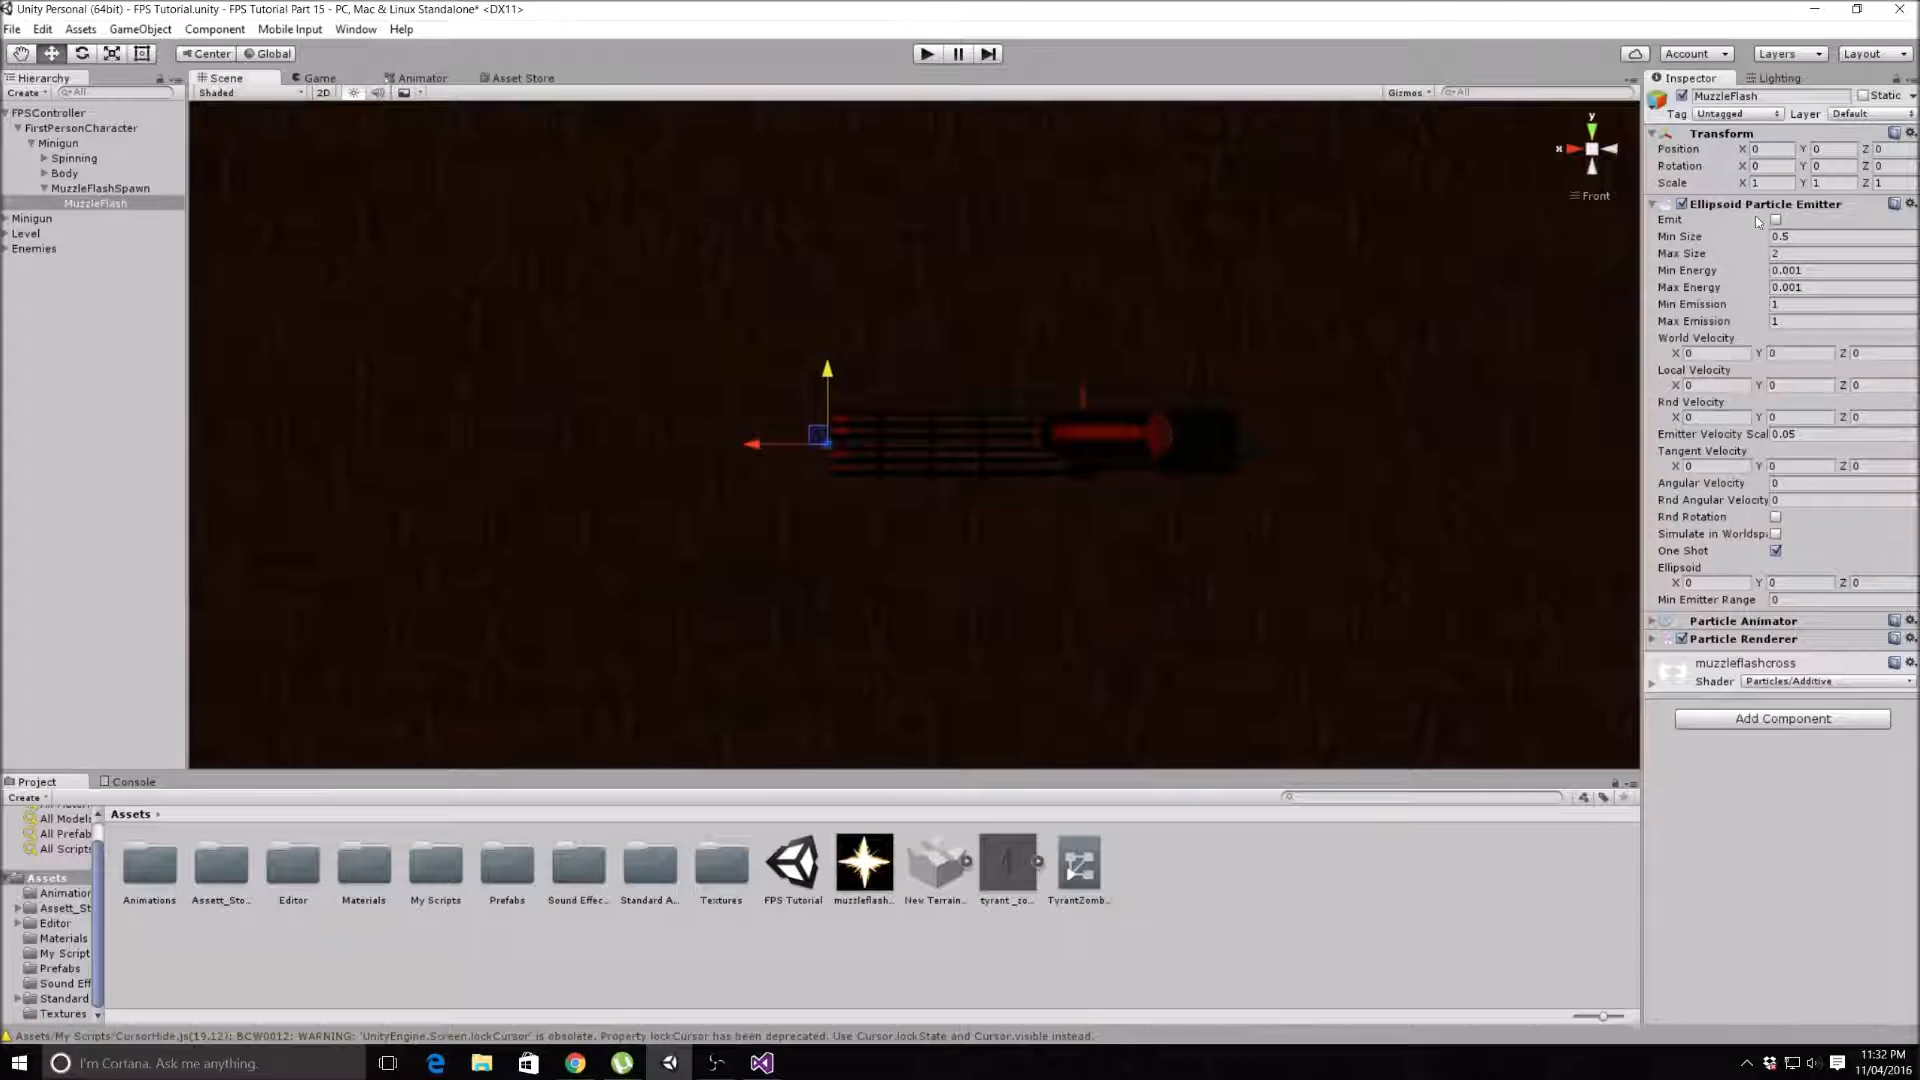 Unity Personal (64bit) - FPS Tutorial.unity - FPS Tutorial Part 15 - PC, Mac & Linux Standalone* <DX11>
File Edit Assets GameObject Component Mobile Input Window Help
Center Global Account Layers Layout
Hierarchy Scene Game Animator Asset Store Inspector Lighting
Create All Shaded 2D Gizmos All MuzzleFlash Static
Tag Untagged Layer Default
FPSController
FirstPersonCharacter
Minigun
Spinning
Body
MuzzleFlashSpawn
MuzzleFlash
Minigun
Level
Enemies
y
x
Front
Transform
Position X 0 Y 0 Z 0
Rotation X 0 Y 0 Z 0
Scale X 1 Y 1 Z 1
Ellipsoid Particle Emitter
Emit
Min Size 0.5
Max Size 2
Min Energy 0.001
Max Energy 0.001
Min Emission 1
Max Emission 1
World Velocity
X 0 Y 0 Z 0
Local Velocity
X 0 Y 0 Z 0
Rnd Velocity
X 0 Y 0 Z 0
Emitter Velocity Scal 0.05
Tangent Velocity
X 0 Y 0 Z 0
Angular Velocity 0
Rnd Angular Velocity 0
Rnd Rotation
Simulate in Worldsp
One Shot
Ellipsoid
X 0 Y 0 Z 0
Min Emitter Range 0
Particle Animator
Particle Renderer
muzzleflashcross
Shader Particles/Additive
Add Component
Project Console
Create
All Models
All Prefab
All Scripts
Assets
Animation
Assett_St
Editor
Materials
My Script
Prefabs
Sound Eff
Standard
Textures
Assets
Animations Assett_Sto... Editor Materials My Scripts Prefabs Sound Effec... Standard A... Textures FPS Tutorial muzzleflash... New Terrain... tyrant_zo... TyrantZomb...
Assets/My Scripts/CursorHide.js(19,12): BCW0012: WARNING: 'UnityEngine.Screen.lockCursor' is obsolete. Property lockCursor has been deprecated. Use Cursor.lockState and Cursor.visible instead.
I'm Cortana. Ask me anything.
11:32 PM
11/04/2016